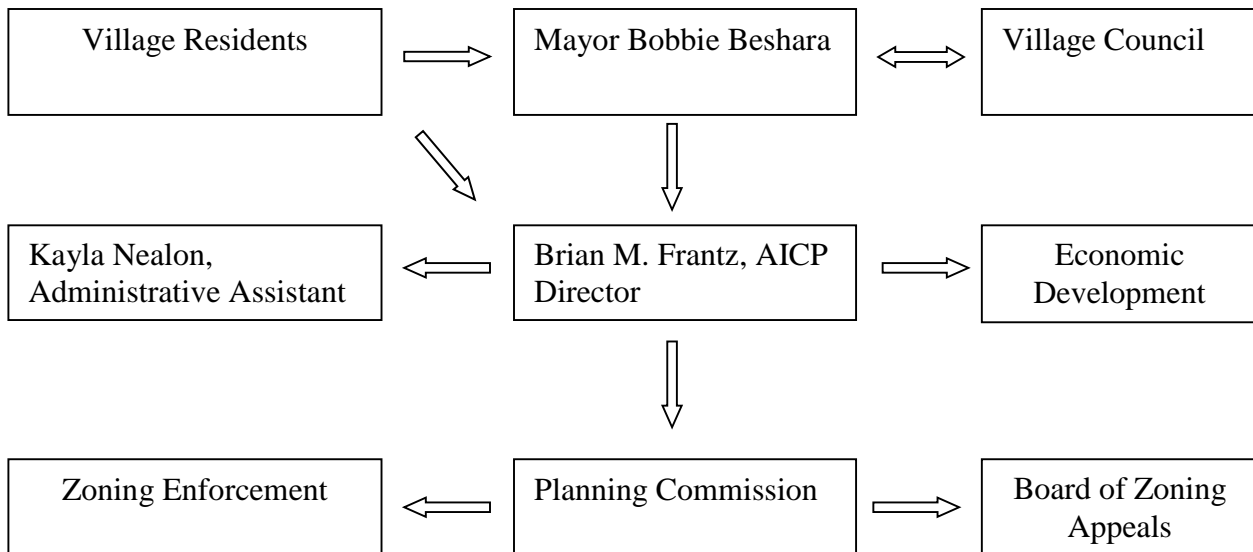 Village Residents
Mayor Bobbie Beshara
Village Council
Kayla Nealon,
Administrative Assistant
Brian M. Frantz, AICP
Director
Economic
Development
Zoning Enforcement
Planning Commission
Board of Zoning
Appeals